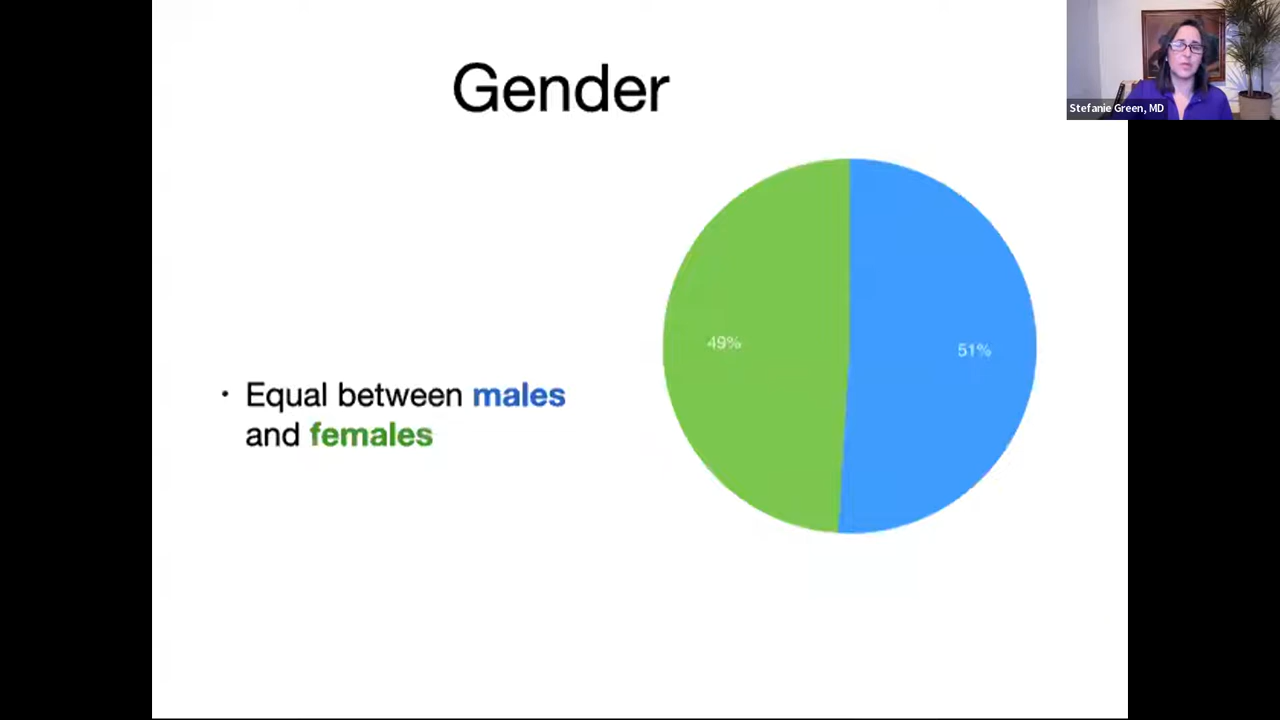 Gender
Stefanie Green, MD
49%
51%
• Equal between males
and females